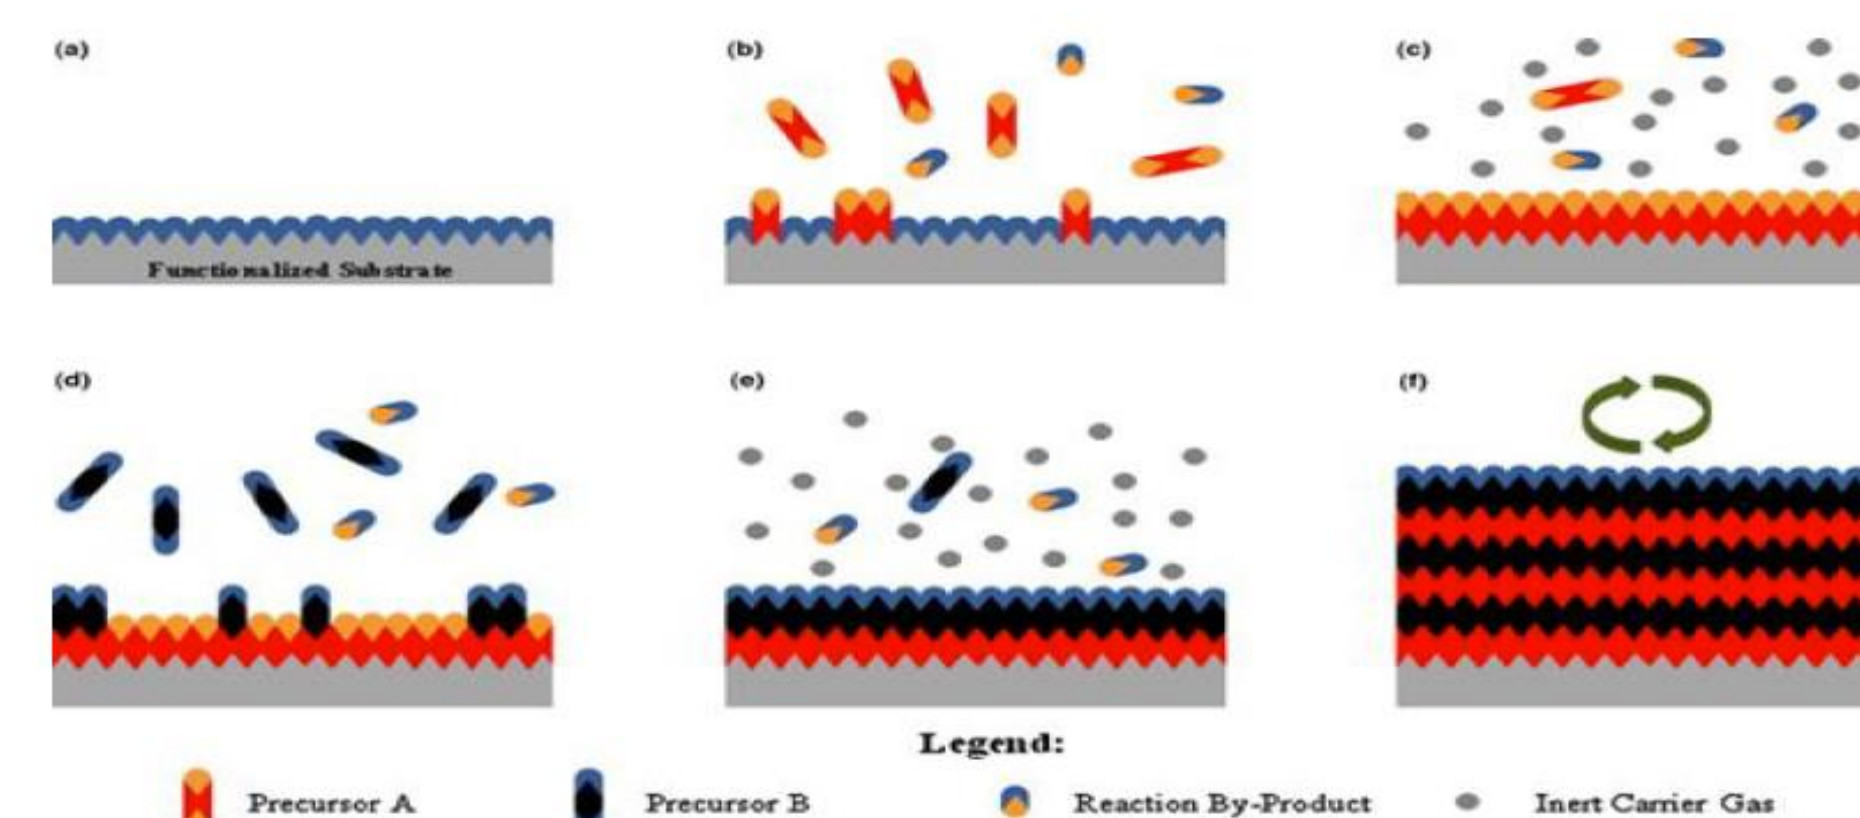 (a)
(b)
(c)
Functionalized Substrate
(d)
(e)
(f)
Legend:
Precursor A
Precursor B
Reaction By-Product
Inert Carrier Gas